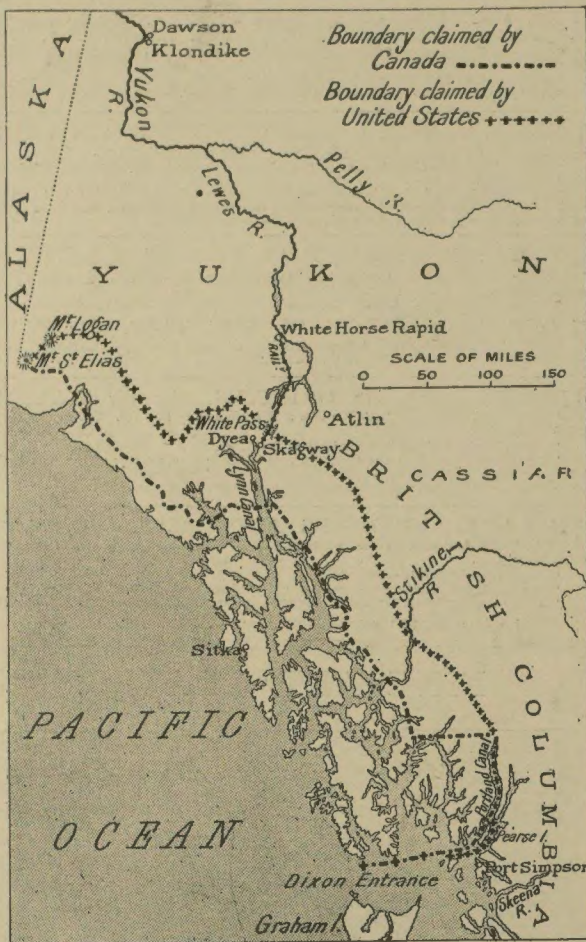 Dawson
Klondike
Boundary claimed by
Canada
Boundary claimed by
United States
Yukon
R.
ALASKA
Pelly R.
Lewes
R.
YUKON
Mt Logan
Mt St Elias
White Horse Rapid
RAIL
SCALE OF MILES
0 50 100 150
Atlin
White Pass
Dyea
Skagway
Lynn Canal
BRITISH COLUMBIA
CASSIAR
Stikine
R
Sitka
PACIFIC
OCEAN
Portland Canal
Pearse I.
Port Simpson
Dixon Entrance
Skeena
R.
Graham I.